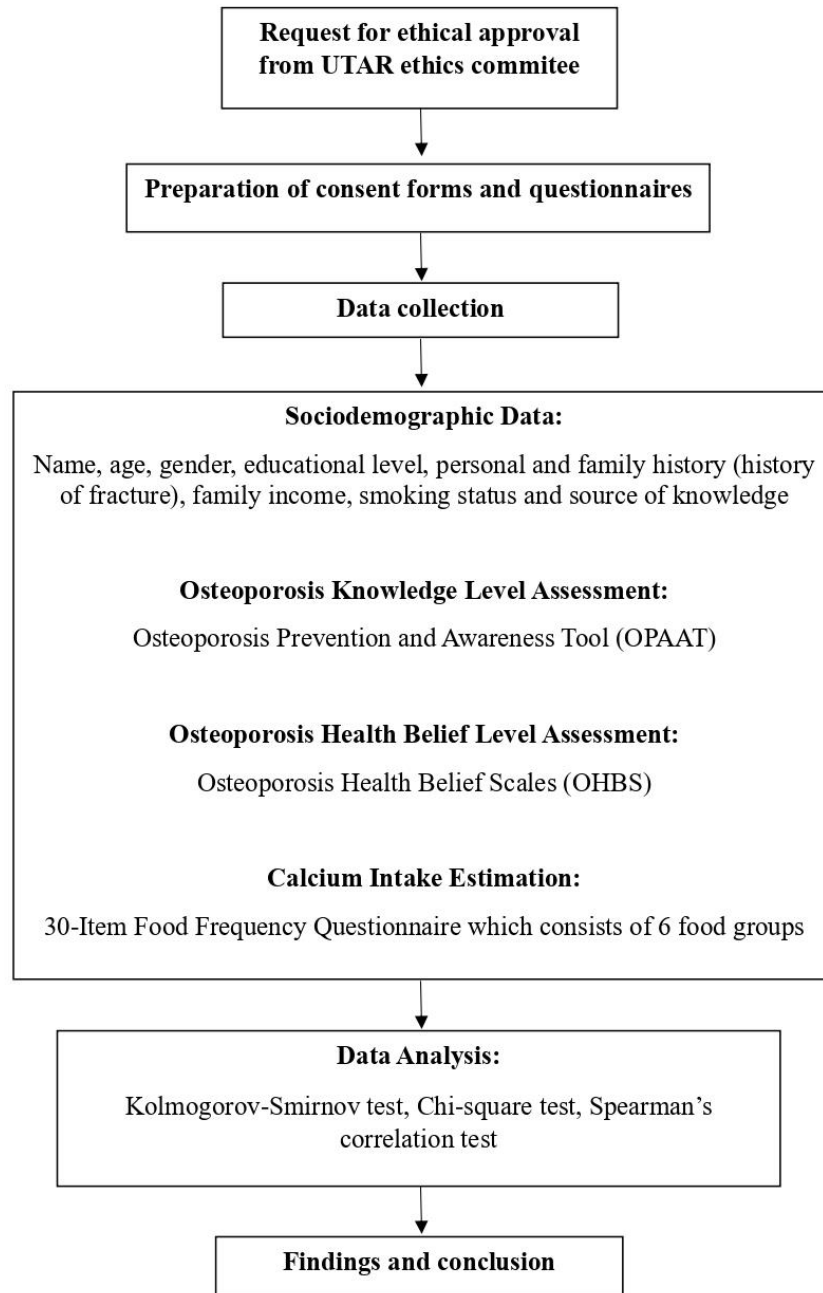 Request for ethical approval
from UTAR ethics commitee
Preparation of consent forms and questionnaires
Data collection
Sociodemographic Data:
Name, age, gender, educational level, personal and family history (history
of fracture), family income, smoking status and source of knowledge
Osteoporosis Knowledge Level Assessment:
Osteoporosis Prevention and Awareness Tool (OPAAT)
Osteoporosis Health Belief Level Assessment:
Osteoporosis Health Belief Scales (OHBS)
Calcium Intake Estimation:
30-Item Food Frequency Questionnaire which consists of 6 food groups
Data Analysis:
Kolmogorov-Smirnov test, Chi-square test, Spearman’s
correlation test
Findings and conclusion